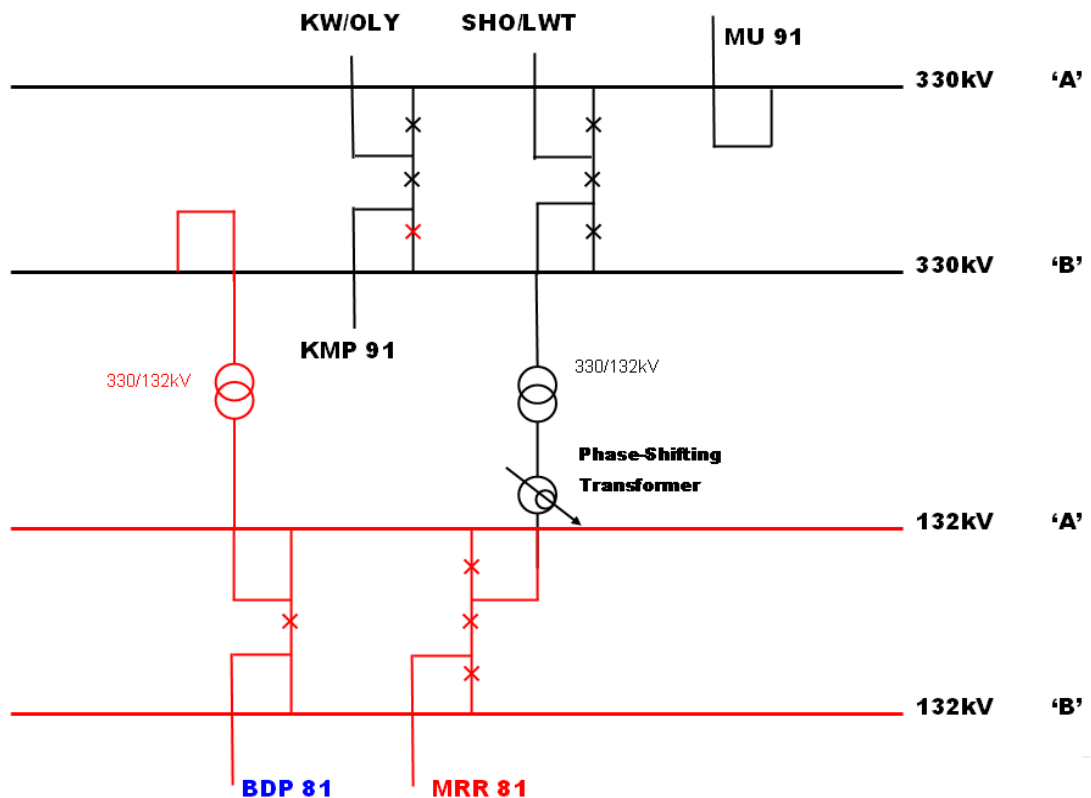 KW/OLY
SHO/LWT
MU 91
330kV ‘A’
330kV ‘B’
KMP 91
330/132kV
330/132kV
Phase-Shifting
Transformer
132kV ‘A’
132kV ‘B’
BDP 81
MRR 81